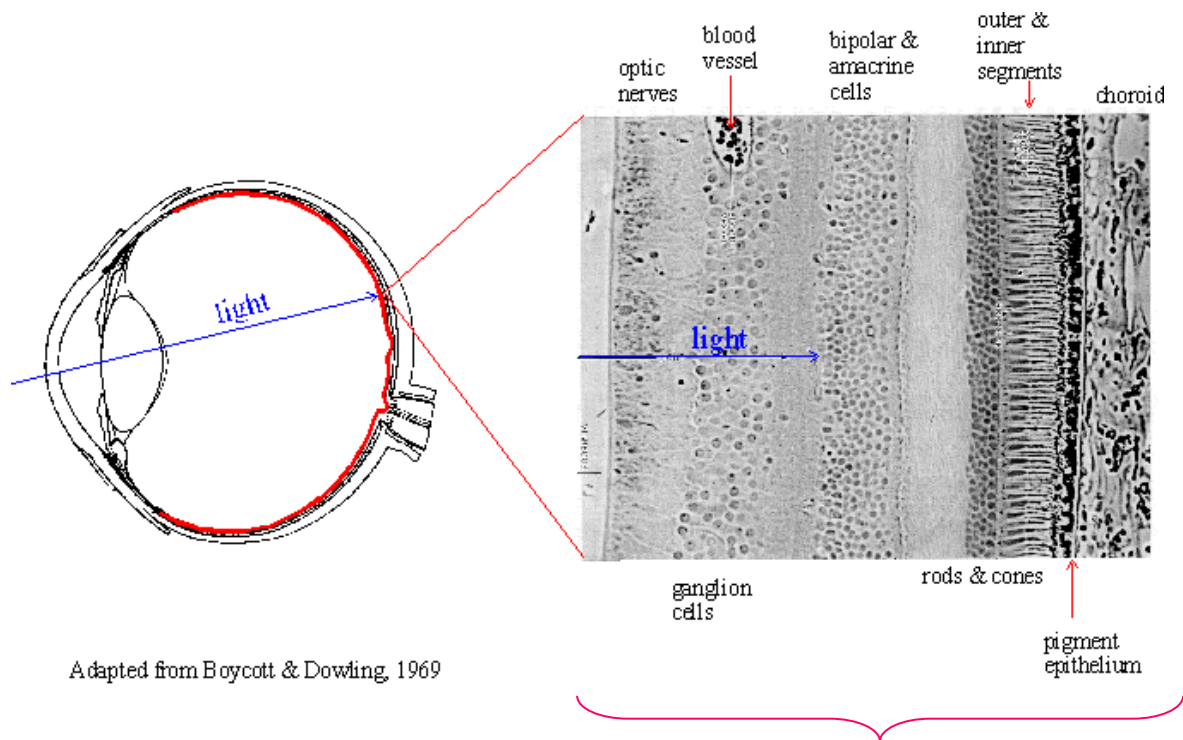 outer &
inner
segments
blood
vessel
bipolar &
amacrine
cells
optic
nerves
choroid
light
light
rods & cones
ganglion
cells
pigment
epithelium
Adapted from Boycott & Dowling, 1969